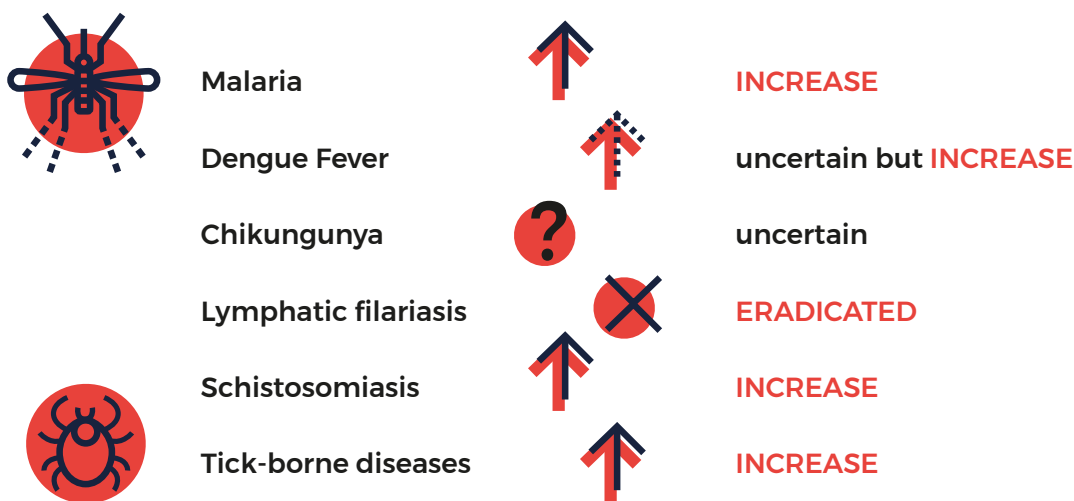 Malaria INCREASE
Dengue Fever uncertain but INCREASE
Chikungunya ? uncertain
Lymphatic filariasis ERADICATED
Schistosomiasis INCREASE
Tick-borne diseases INCREASE